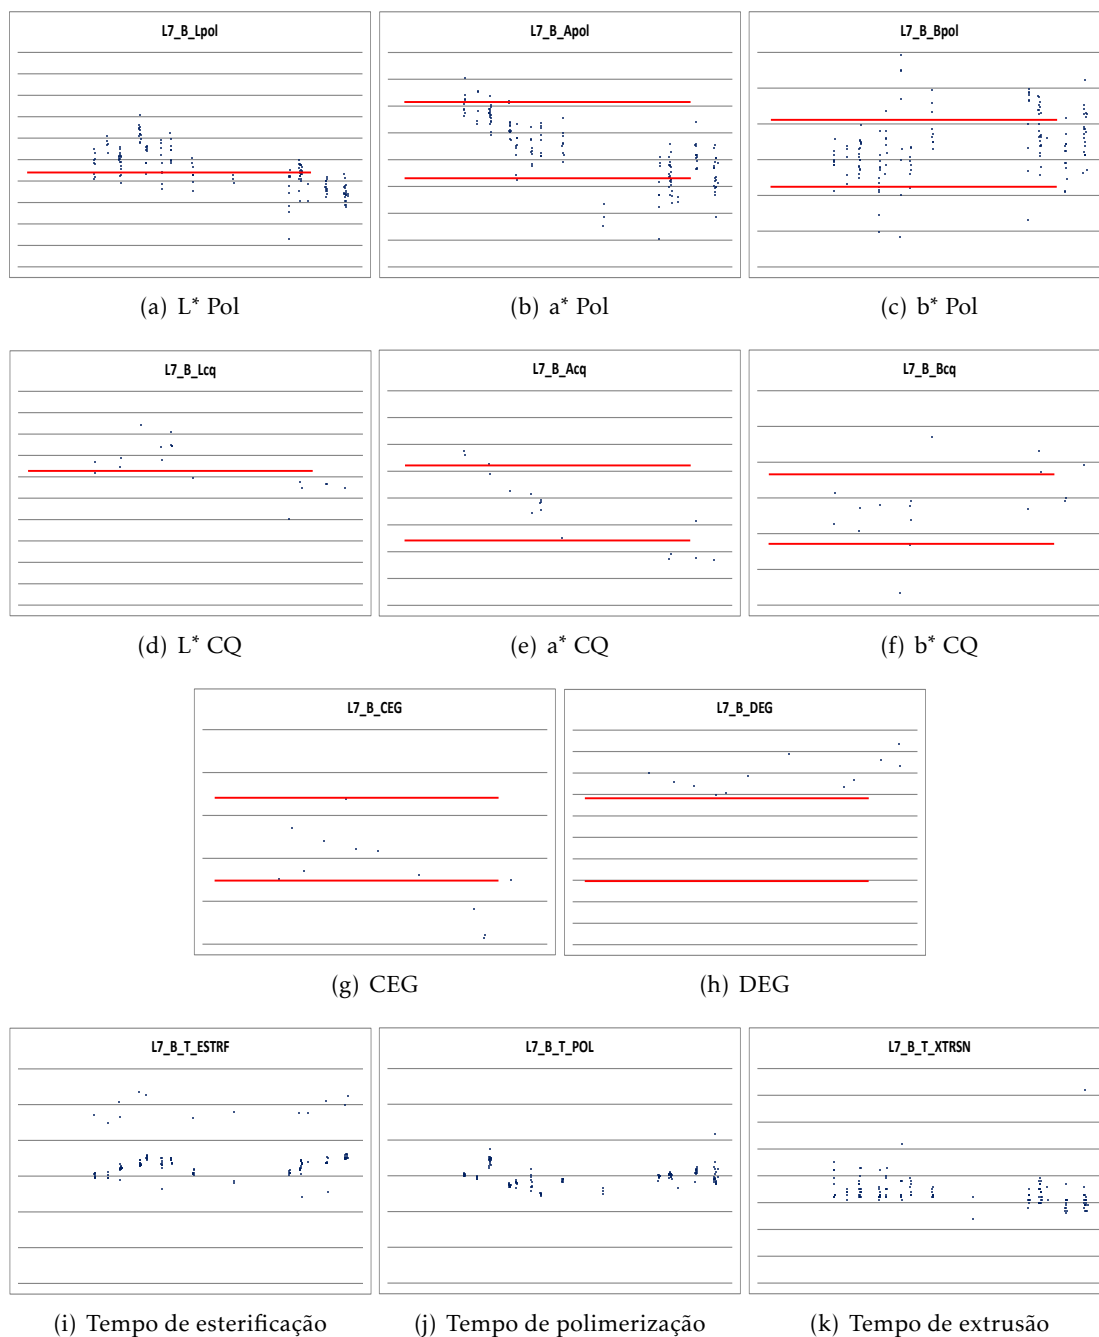 L7_B_Lpol
L7_B_Apol
L7_B_Bpol
(a) L* Pol
(b) a* Pol
(c) b* Pol
L7_B_Lcq
L7_B_Acq
L7_B_Bcq
(d) L* CQ
(e) a* CQ
(f) b* CQ
L7_B_CEG
L7_B_DEG
(g) CEG
(h) DEG
L7_B_T_ESTRF
L7_B_T_POL
L7_B_T_XTRSN
(i) Tempo de esterificação
(j) Tempo de polimerização
(k) Tempo de extrusão